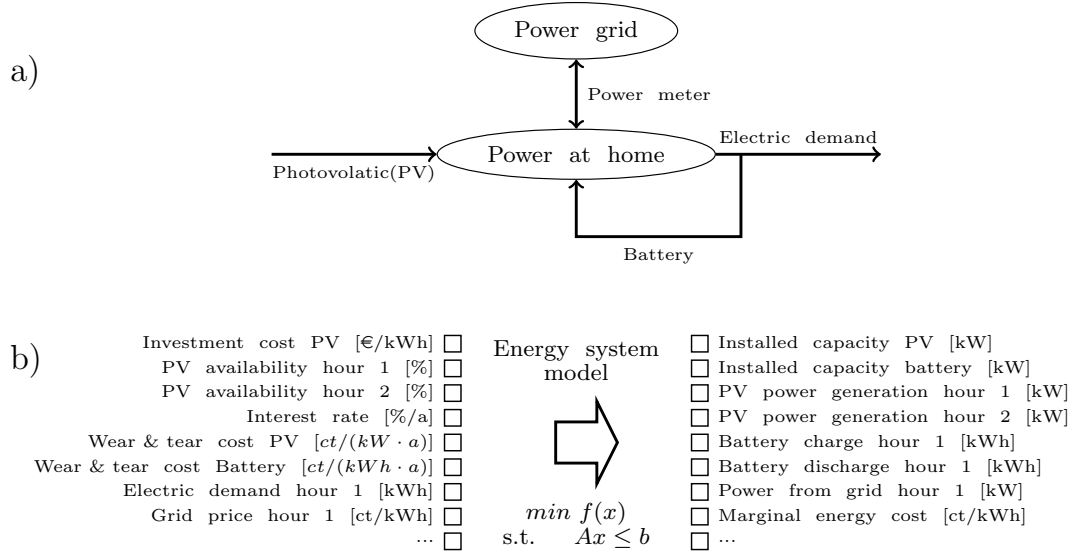 a)
Power grid
Power meter
Power at home
Electric demand
Photovolatic(PV)
Battery
b)
Investment cost PV [€/kWh]
PV availability hour 1 [%]
PV availability hour 2 [%]
Interest rate [%/a]
Wear & tear cost PV [ct/(kW · a)]
Wear & tear cost Battery [ct/(kWh · a)]
Electric demand hour 1 [kWh]
Grid price hour 1 [ct/kWh]
...
Energy system
model
min f(x)
s.t. Ax ≤ b
Installed capacity PV [kW]
Installed capacity battery [kW]
PV power generation hour 1 [kW]
PV power generation hour 2 [kW]
Battery charge hour 1 [kWh]
Battery discharge hour 1 [kWh]
Power from grid hour 1 [kW]
Marginal energy cost [ct/kWh]
...